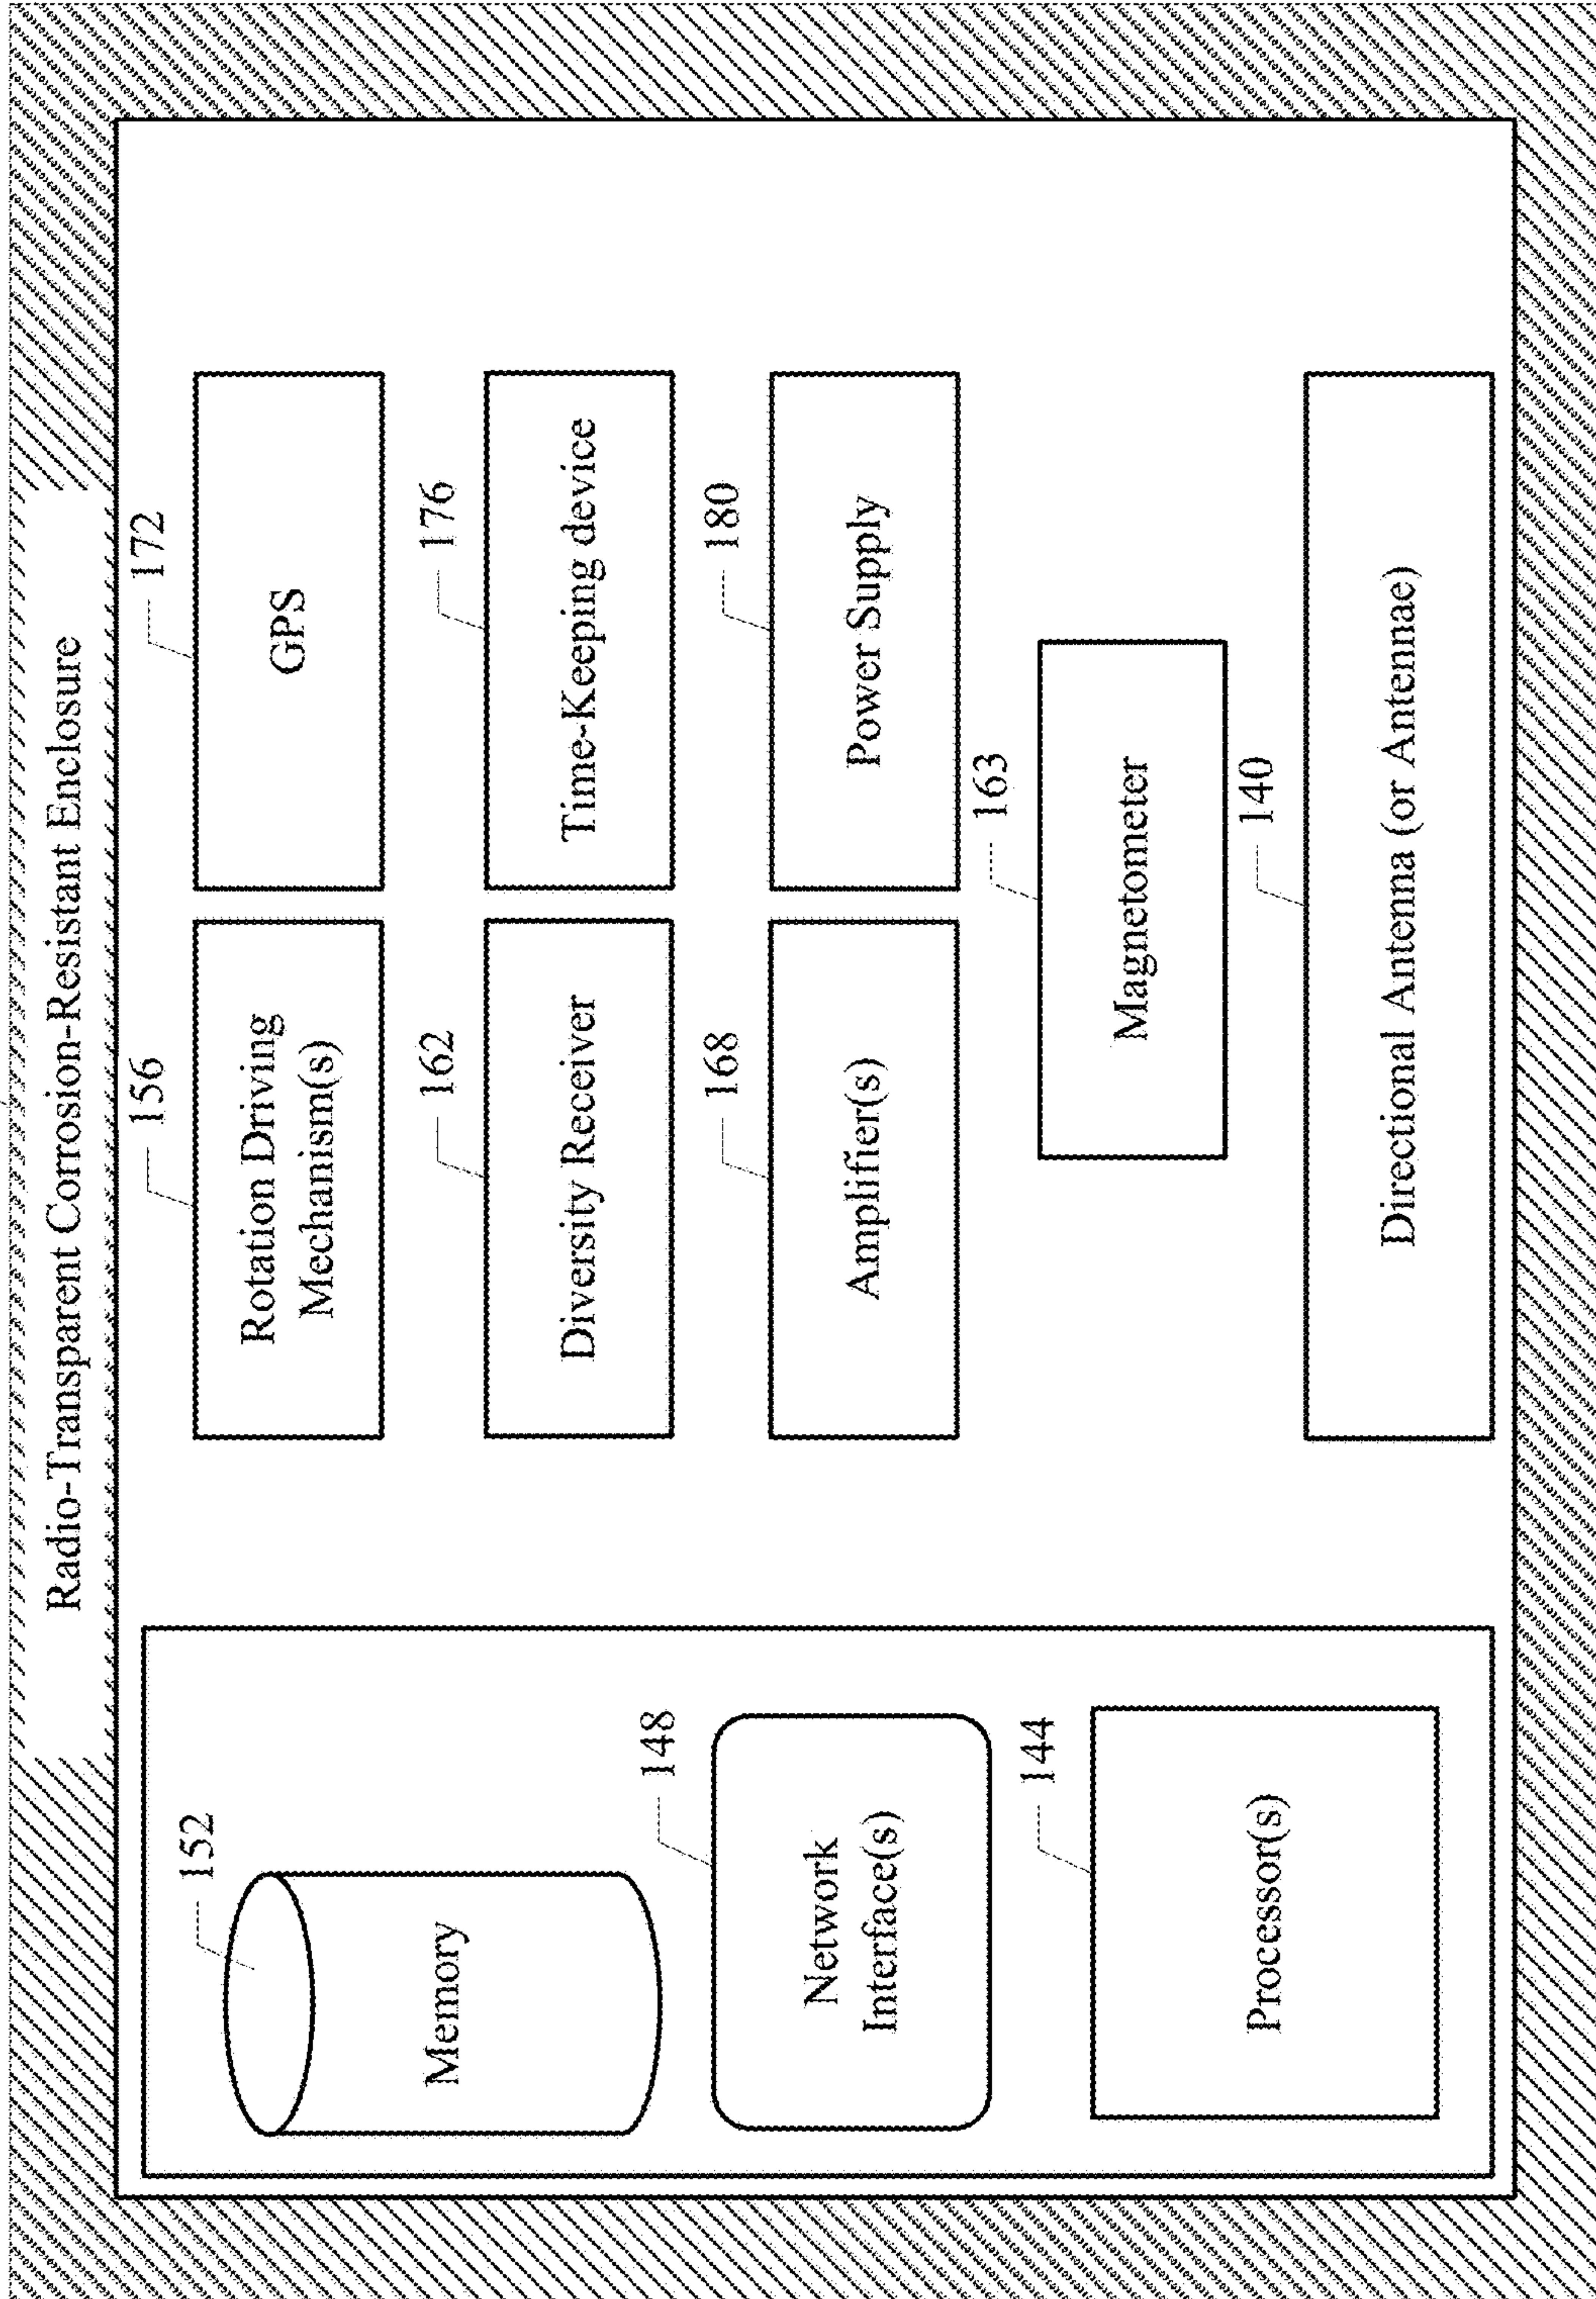 Radio-Transparent Corrosion-Resistant Enclosure
152
Memory
148
Network
Interface(s)
144
Processor(s)
156
Rotation Driving
Mechanism(s)
172
GPS
162
Diversity Receiver
176
Time-Keeping device
168
Amplifier(s)
180
Power Supply
163
Magnetometer
140
Directional Antenna (or Antennae)